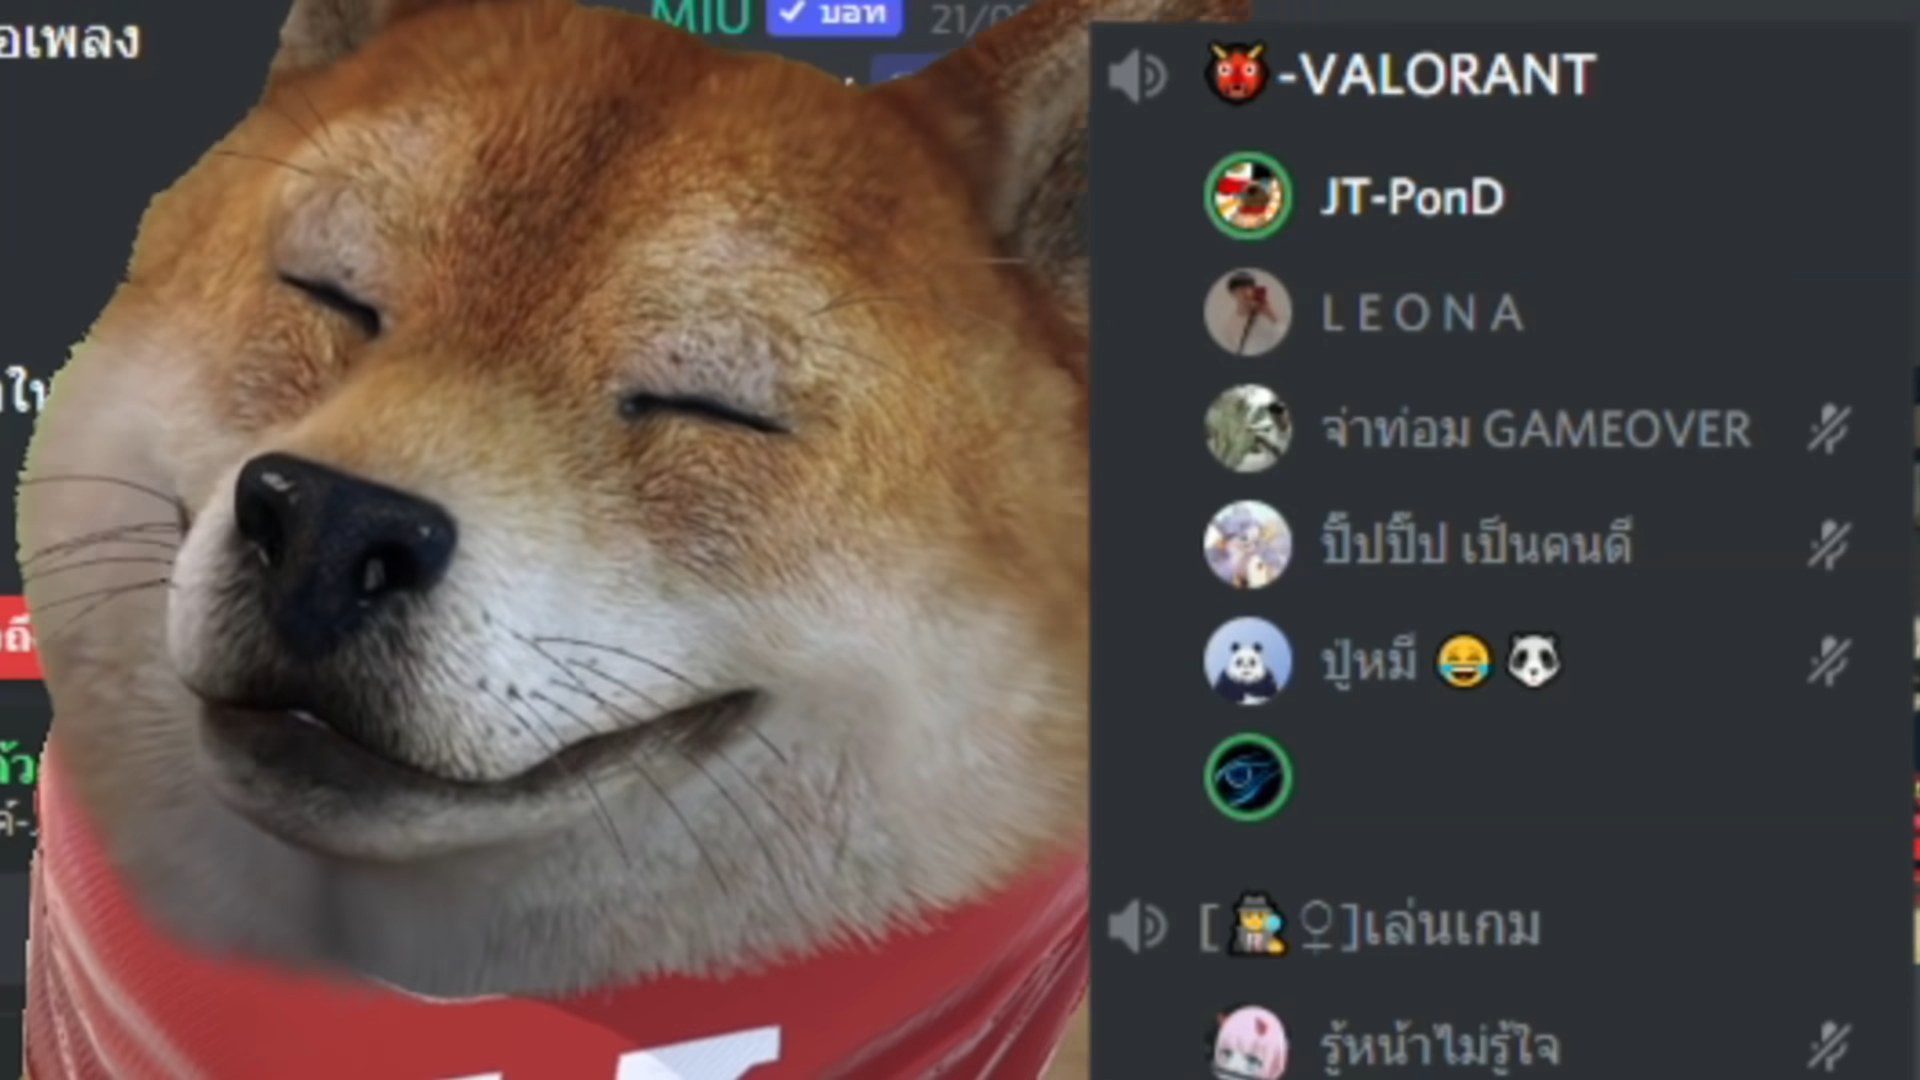 MIU ✓ บอท
อเพลง
-VALORANT
JT-PonD
L E O N A
จ่าท่อม GAMEOVER
ปิ๊ปปิ๊ป เป็นคนดี
ปู่หมี 😂🐼
[🕵️♀]เล่นเกม
รู้หน้าไม่รู้ใจ